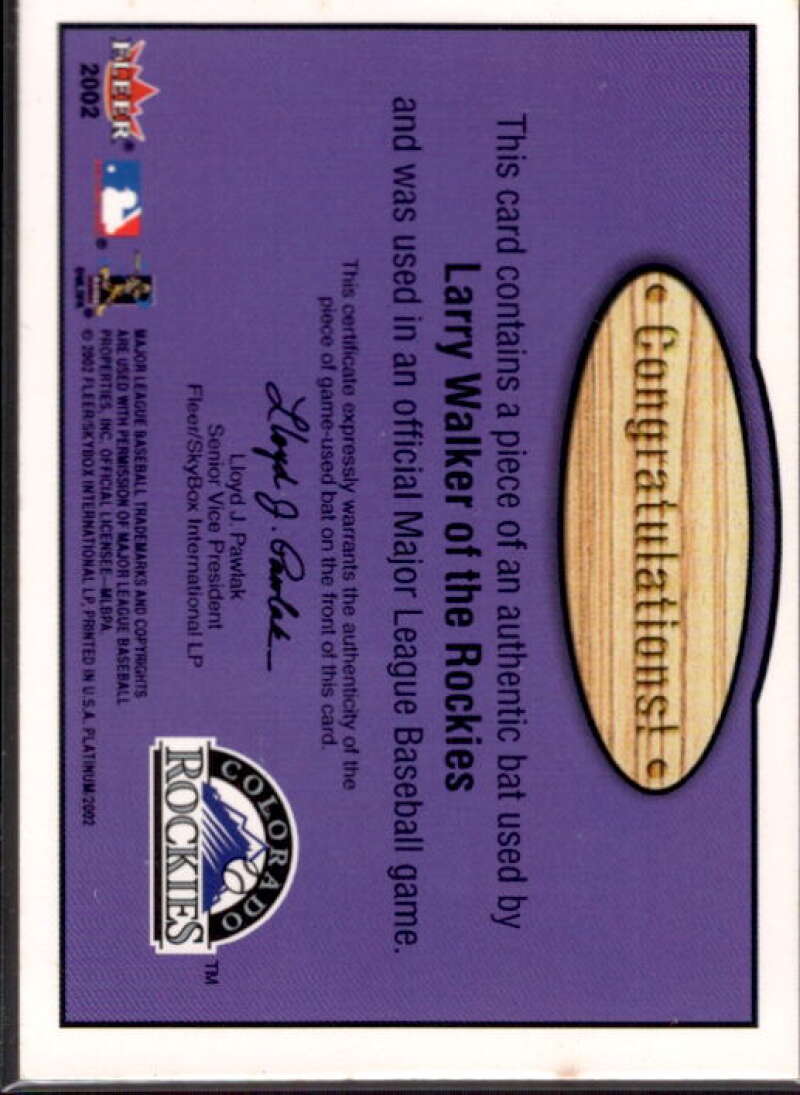 Congratulations!
This card contains a piece of an authentic bat used by
Larry Walker of the Rockies
and was used in an official Major League Baseball game.
This certificate expressly warrants the authenticity of the
piece of game-used bat on the front of this card.
Lloyd J. Pawlak
Lloyd J. Pawlak
Senior Vice President
Fleer/SkyBox International LP
COLORADO
ROCKIES
TM
FLEER®
2002
MAJOR LEAGUE BASEBALL TRADEMARKS AND COPYRIGHTS
ARE USED WITH PERMISSION OF MAJOR LEAGUE BASEBALL
PROPERTIES, INC. OFFICIAL LICENSEE—MLBPA
© 2002 FLEER/SKYBOX INTERNATIONAL LP, PRINTED IN U.S.A. PLATINUM 2002